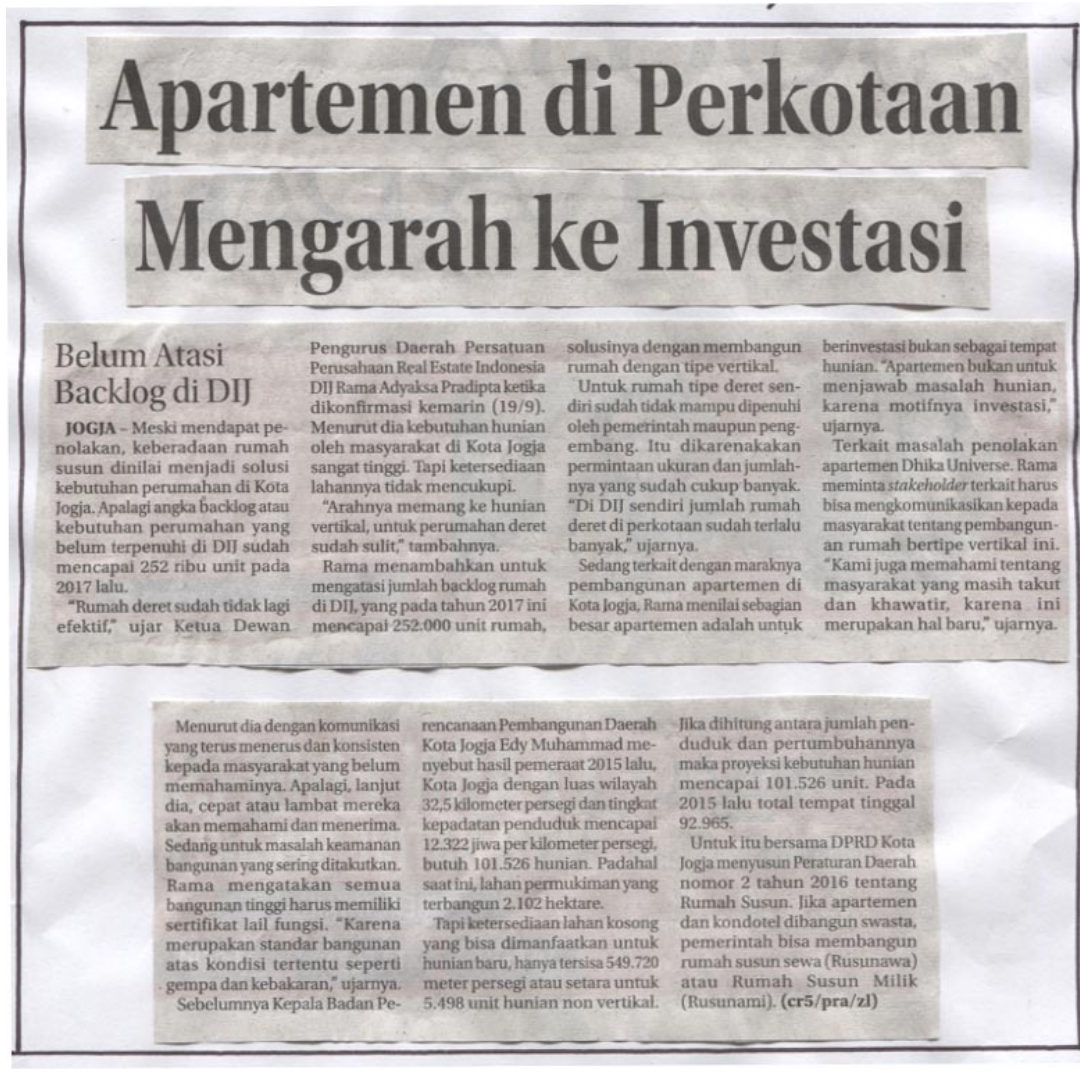 Apartemen di Perkotaan
Mengarah ke Investasi
Belum Atasi
Backlog di DIJ
JOGJA – Meski mendapat pe-
nolakan, keberadaan rumah
susun dinilai menjadi solusi
kebutuhan perumahan di Kota
Jogja. Apalagi angka backlog atau
kebutuhan perumahan yang
belum terpenuhi di DIJ sudah
mencapai 252 ribu unit pada
2017 lalu.
"Rumah deret sudah tidak lagi
efektif," ujar Ketua Dewan
Pengurus Daerah Persatuan
Perusahaan Real Estate Indonesia
DIJ Rama Adyaksa Pradipta ketika
dikonfirmasi kemarin (19/9).
Menurut dia kebutuhan hunian
oleh masyarakat di Kota Jogja
sangat tinggi. Tapi ketersediaan
lahannya tidak mencukupi.
"Arahnya memang ke hunian
vertikal, untuk perumahan deret
sudah sulit," tambahnya.
Rama menambahkan untuk
mengatasi jumlah backlog rumah
di DIJ, yang pada tahun 2017 ini
mencapai 252.000 unit rumah,
solusinya dengan membangun
rumah dengan tipe vertikal.
Untuk rumah tipe deret sen-
diri sudah tidak mampu dipenuhi
oleh pemerintah maupun peng-
embang. Itu dikarenakakan
permintaan ukuran dan jumlah-
nya yang sudah cukup banyak.
"Di DIJ sendiri jumlah rumah
deret di perkotaan sudah terlalu
banyak," ujarnya.
Sedang terkait dengan maraknya
pembangunan apartemen di
Kota Jogja, Rama menilai sebagian
besar apartemen adalah untuk
berinvestasi bukan sebagai tempat
hunian. "Apartemen bukan untuk
menjawab masalah hunian,
karena motifnya investasi,"
ujarnya.
Terkait masalah penolakan
apartemen Dhika Universe. Rama
meminta stakeholder terkait harus
bisa mengkomunikasikan kepada
masyarakat tentang pembangun-
an rumah bertipe vertikal ini.
"Kami juga memahami tentang
masyarakat yang masih takut
dan khawatir, karena ini
merupakan hal baru," ujarnya.
Menurut dia dengan komunikasi
yang terus menerus dan konsisten
kepada masyarakat yang belum
memahaminya. Apalagi, lanjut
dia, cepat atau lambat mereka
akan memahami dan menerima.
Sedang untuk masalah keamanan
bangunan yang sering ditakutkan.
Rama mengatakan semua
bangunan tinggi harus memiliki
sertifikat lail fungsi. "Karena
merupakan standar bangunan
atas kondisi tertentu seperti
gempa dan kebakaran," ujarnya.
Sebelumnya Kepala Badan Pe-
rencanaan Pembangunan Daerah
Kota Jogja Edy Muhammad me-
nyebut hasil pemeraat 2015 lalu,
Kota Jogja dengan luas wilayah
32,5 kilometer persegi dan tingkat
kepadatan penduduk mencapai
12.322 jiwa per kilometer persegi,
butuh 101.526 hunian. Padahal
saat ini, lahan permukiman yang
terbangun 2.102 hektare.
Tapi ketersediaan lahan kosong
yang bisa dimanfaatkan untuk
hunian baru, hanya tersisa 549.720
meter persegi atau setara untuk
5.498 unit hunian non vertikal.
Jika dihitung antara jumlah pen-
duduk dan pertumbuhannya
maka proyeksi kebutuhan hunian
mencapai 101.526 unit. Pada
2015 lalu total tempat tinggal
92.965.
Untuk itu bersama DPRD Kota
Jogja menyusun Peraturan Daerah
nomor 2 tahun 2016 tentang
Rumah Susun. Jika apartemen
dan kondotel dibangun swasta,
pemerintah bisa membangun
rumah susun sewa (Rusunawa)
atau Rumah Susun Milik
(Rusunami). (cr5/pra/zl)